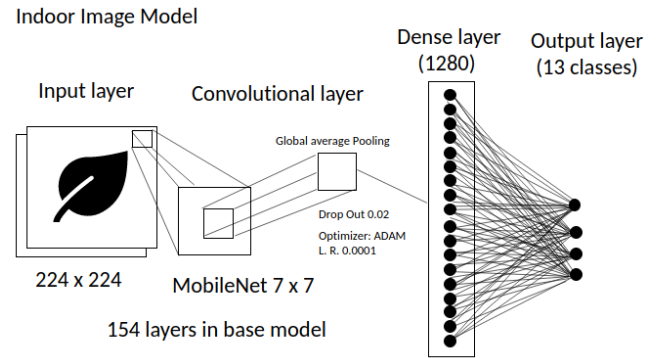 Indoor Image Model
Dense layer
(1280)
Output layer
(13 classes)
Input layer
Convolutional layer
Global average Pooling
Drop Out 0.02
Optimizer: ADAM
L. R. 0.0001
224 x 224
MobileNet 7 x 7
154 layers in base model